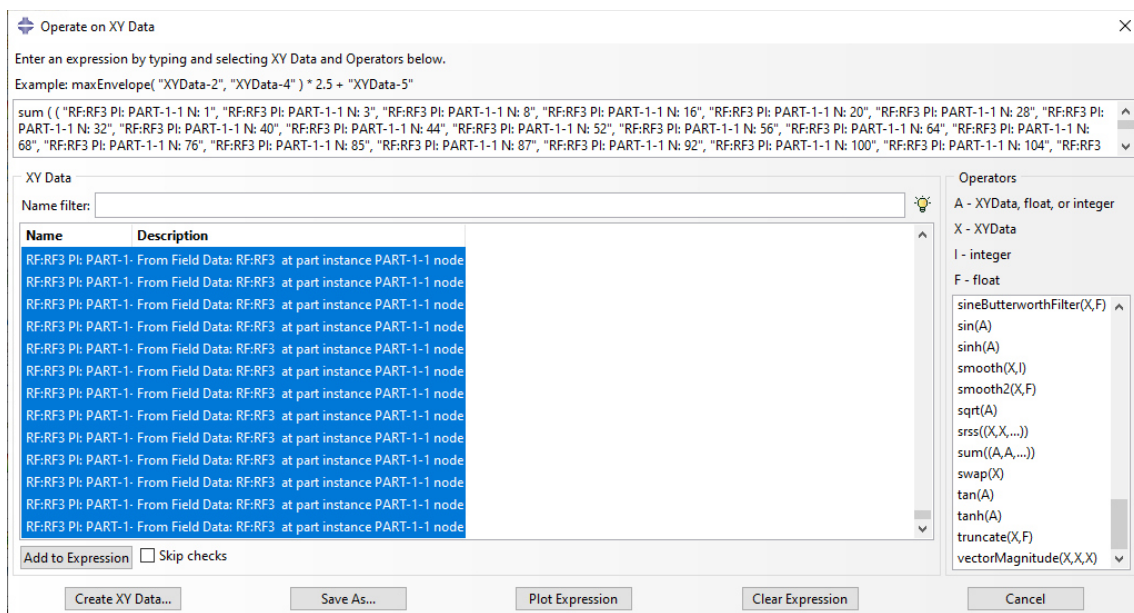 Operate on XY Data
Enter an expression by typing and selecting XY Data and Operators below.
Example: maxEnvelope( "XYData-2", "XYData-4" ) * 2.5 + "XYData-5"
sum ( ( "RF:RF3 PI: PART-1-1 N: 1", "RF:RF3 PI: PART-1-1 N: 3", "RF:RF3 PI: PART-1-1 N: 8", "RF:RF3 PI: PART-1-1 N: 16", "RF:RF3 PI: PART-1-1 N: 20", "RF:RF3 PI: PART-1-1 N: 28", "RF:RF3 PI:
PART-1-1 N: 32", "RF:RF3 PI: PART-1-1 N: 40", "RF:RF3 PI: PART-1-1 N: 44", "RF:RF3 PI: PART-1-1 N: 52", "RF:RF3 PI: PART-1-1 N: 56", "RF:RF3 PI: PART-1-1 N: 64", "RF:RF3 PI: PART-1-1 N:
68", "RF:RF3 PI: PART-1-1 N: 76", "RF:RF3 PI: PART-1-1 N: 85", "RF:RF3 PI: PART-1-1 N: 87", "RF:RF3 PI: PART-1-1 N: 92", "RF:RF3 PI: PART-1-1 N: 100", "RF:RF3 PI: PART-1-1 N: 104", "RF:RF3
XY Data
Name filter:
Name Description
RF:RF3 PI: PART-1- From Field Data: RF:RF3 at part instance PART-1-1 node
RF:RF3 PI: PART-1- From Field Data: RF:RF3 at part instance PART-1-1 node
RF:RF3 PI: PART-1- From Field Data: RF:RF3 at part instance PART-1-1 node
RF:RF3 PI: PART-1- From Field Data: RF:RF3 at part instance PART-1-1 node
RF:RF3 PI: PART-1- From Field Data: RF:RF3 at part instance PART-1-1 node
RF:RF3 PI: PART-1- From Field Data: RF:RF3 at part instance PART-1-1 node
RF:RF3 PI: PART-1- From Field Data: RF:RF3 at part instance PART-1-1 node
RF:RF3 PI: PART-1- From Field Data: RF:RF3 at part instance PART-1-1 node
RF:RF3 PI: PART-1- From Field Data: RF:RF3 at part instance PART-1-1 node
RF:RF3 PI: PART-1- From Field Data: RF:RF3 at part instance PART-1-1 node
RF:RF3 PI: PART-1- From Field Data: RF:RF3 at part instance PART-1-1 node
RF:RF3 PI: PART-1- From Field Data: RF:RF3 at part instance PART-1-1 node
RF:RF3 PI: PART-1- From Field Data: RF:RF3 at part instance PART-1-1 node
Add to Expression Skip checks
Operators
A - XYData, float, or integer
X - XYData
I - integer
F - float
sineButterworthFilter(X,F)
sin(A)
sinh(A)
smooth(X,I)
smooth2(X,F)
sqrt(A)
srss((X,X,...))
sum((A,A,...))
swap(X)
tan(A)
tanh(A)
truncate(X,F)
vectorMagnitude(X,X,X)
Create XY Data... Save As... Plot Expression Clear Expression Cancel